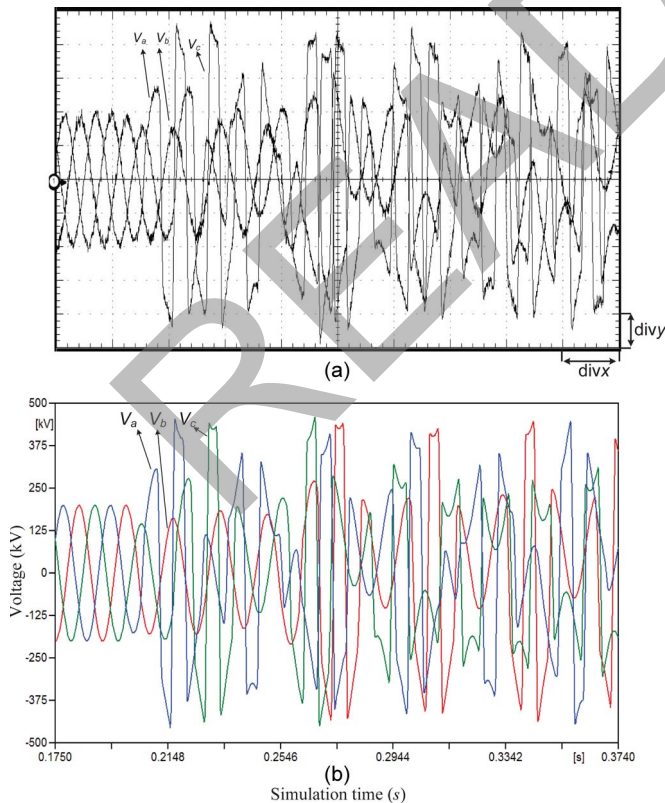 Va Vb Vc
0
divy
divx
(a)
500
[kV]
375
250
125
0
-125
-250
-375
-500
Va Vb Vc
Voltage (kV)
0.1750 0.2148 0.2546 0.2944 0.3342 [s] 0.3740
(b)
Simulation time (s)